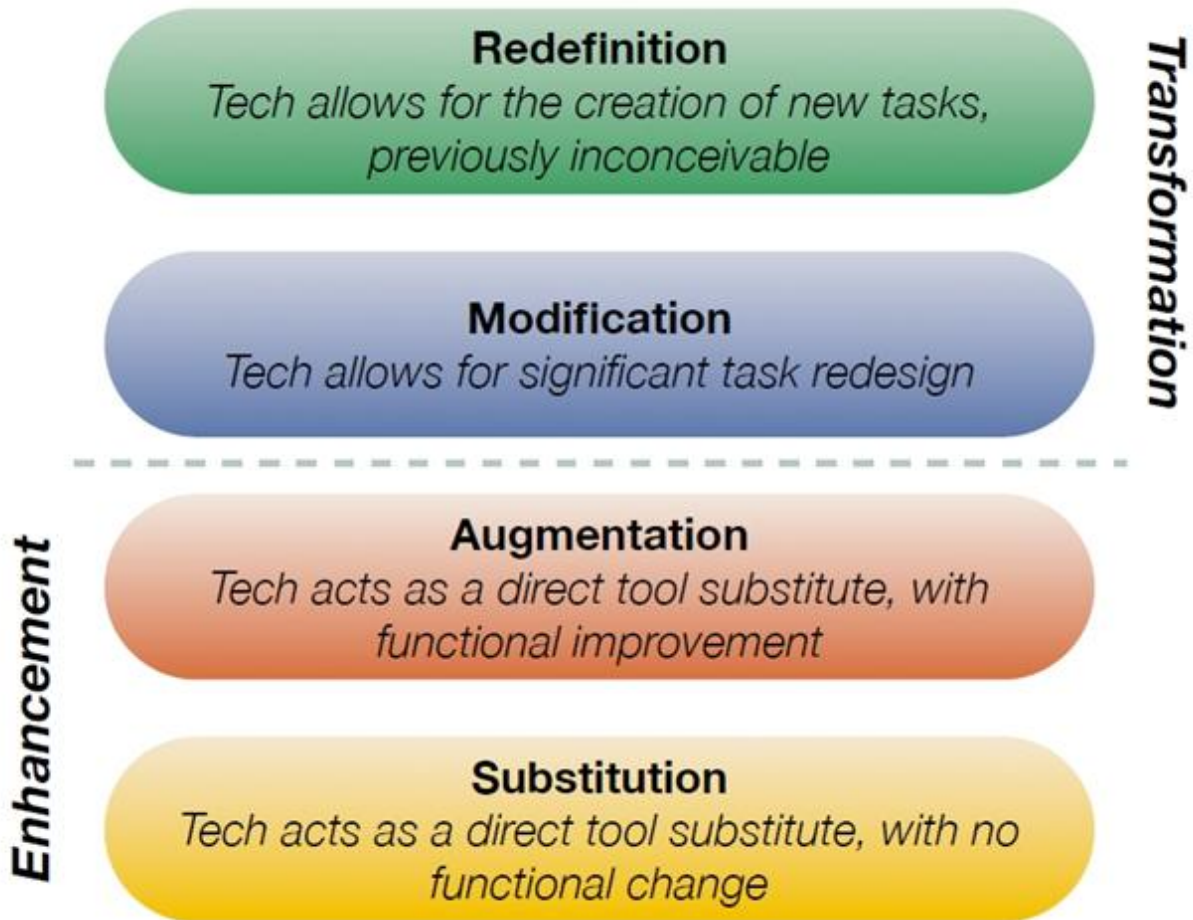 Redefinition
Tech allows for the creation of new tasks,
previously inconceivable
Transformation
Modification
Tech allows for significant task redesign
Augmentation
Tech acts as a direct tool substitute, with
functional improvement
Enhancement
Substitution
Tech acts as a direct tool substitute, with no
functional change